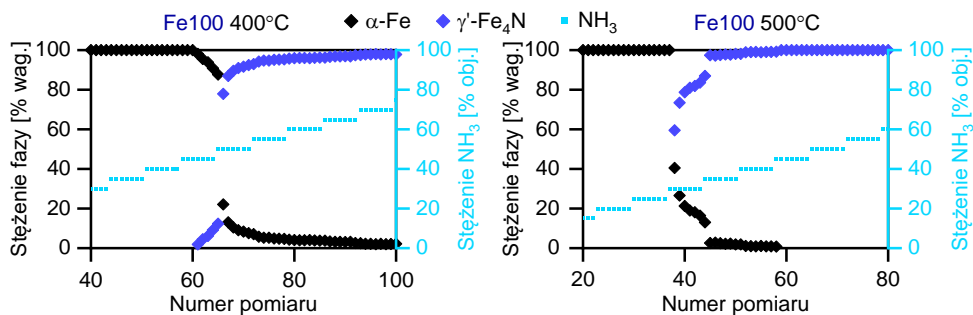 Fe100 400°C
α-Fe
γ'-Fe₄N
NH₃
Fe100 500°C
Stężenie fazy [% wag.]
100
80
60
40
20
0
40
60
80
100
Numer pomiaru
100
80
60
40
20
0
Stężenie NH₃ [% obj.]
Stężenie fazy [% wag.]
100
80
60
40
20
0
20
40
60
80
Numer pomiaru
100
80
60
40
20
0
Stężenie NH₃ [% obj.]